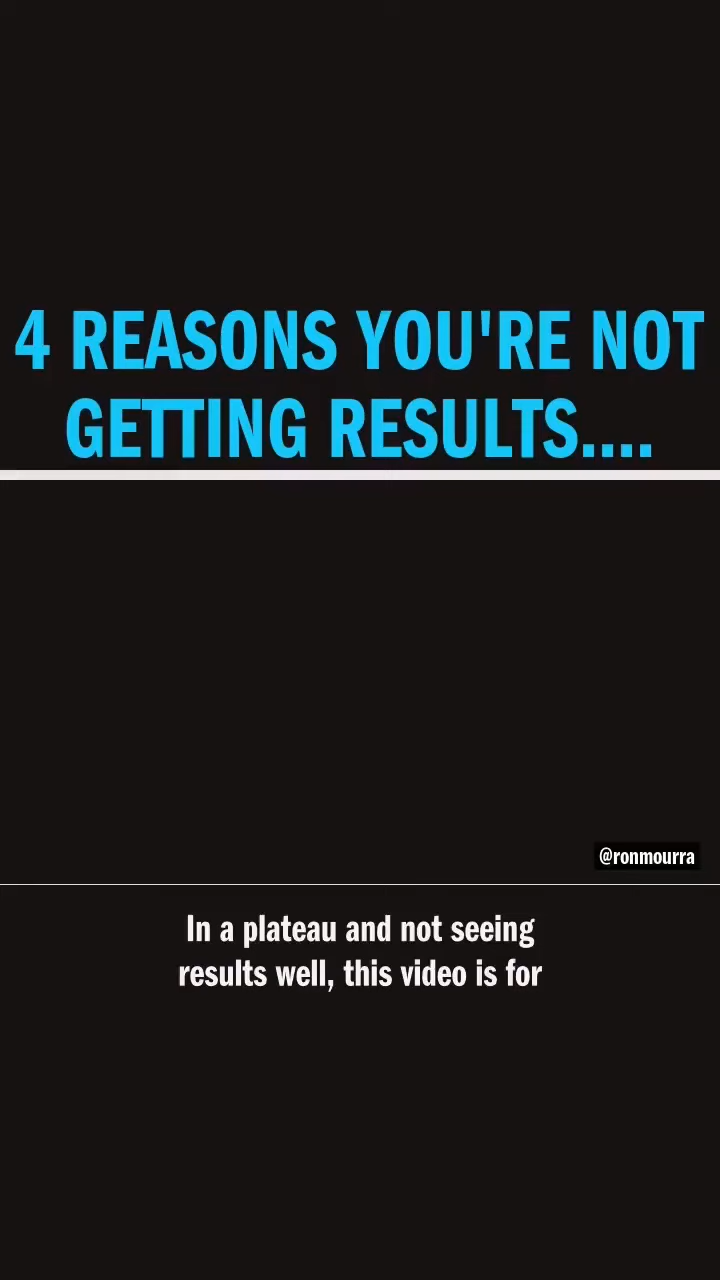 4 REASONS YOU'RE NOT
GETTING RESULTS....
@ronmourra
In a plateau and not seeing
results well, this video is for